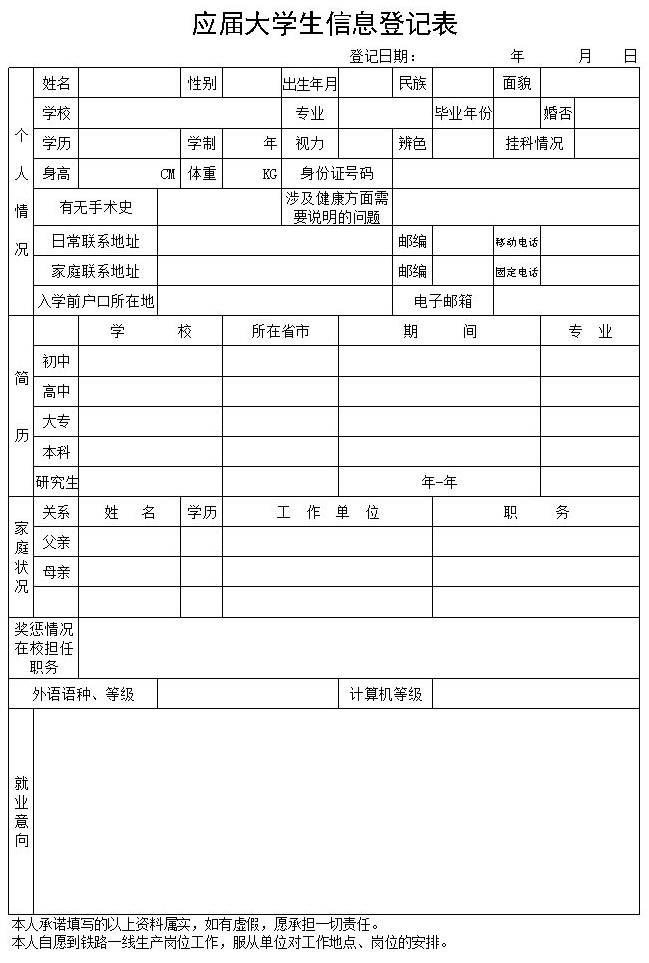 应届大学生信息登记表
登记日期： 年 月 日
个人情况
姓名 性别 出生年月 民族 面貌
学校 专业 毕业年份 婚否
学历 学制 年 视力 辨色 挂科情况
身高 CM 体重 KG 身份证号码
有无手术史 涉及健康方面需
要说明的问题
日常联系地址 邮编 移动电话
家庭联系地址 邮编 固定电话
入学前户口所在地 电子邮箱
简历
学 校 所在省市 期 间 专 业
初中
高中
大专
本科
研究生 年-年
家庭状况
关系 姓 名 学历 工 作 单 位 职 务
父亲
母亲
奖惩情况
在校担任
职务
外语语种、等级 计算机等级
就业意向
本人承诺填写的以上资料属实，如有虚假，愿承担一切责任。
本人自愿到铁路一线生产岗位工作，服从单位对工作地点、岗位的安排。